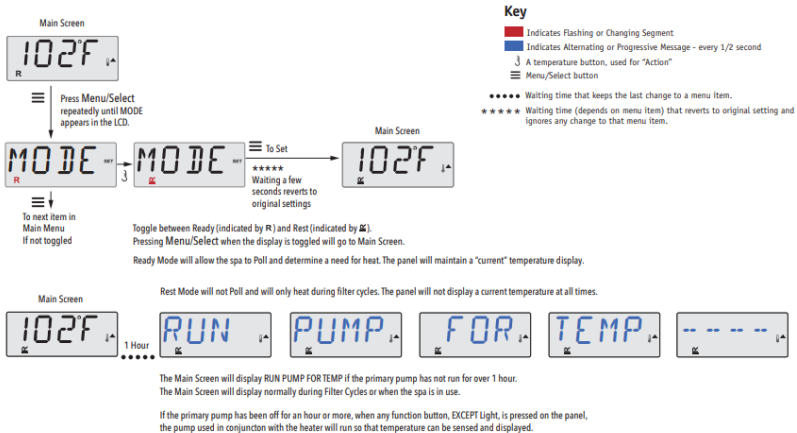 Key
Main Screen
102°F
R
Indicates Flashing or Changing Segment
Indicates Alternating or Progressive Message - every 1/2 second
A temperature button, used for "Action"
Menu/Select button
Waiting time that keeps the last change to a menu item.
***** Waiting time (depends on menu item) that reverts to original setting and
ignores any change to that menu item.
Press Menu/Select
repeatedly until MODE
appears in the LCD.
MODE SET
R
MODE SET
R
To Set
*****
Waiting a few
seconds reverts to
original settings
Main Screen
102°F
R
To next item in
Main Menu
If not toggled
Toggle between Ready (indicated by R) and Rest (indicated by R).
Pressing Menu/Select when the display is toggled will go to Main Screen.
Ready Mode will allow the spa to Poll and determine a need for heat. The panel will maintain a "current" temperature display.
Rest Mode will not Poll and will only heat during filter cycles. The panel will not display a current temperature at all times.
Main Screen
102°F
R
1 Hour
RUN
R
PUMP
R
FOR
R
TEMP
R
- - - -
R
The Main Screen will display RUN PUMP FOR TEMP if the primary pump has not run for over 1 hour.
The Main Screen will display normally during Filter Cycles or when the spa is in use.
If the primary pump has been off for an hour or more, when any function button, EXCEPT Light, is pressed on the panel,
the pump used in conjuncton with the heater will run so that temperature can be sensed and displayed.